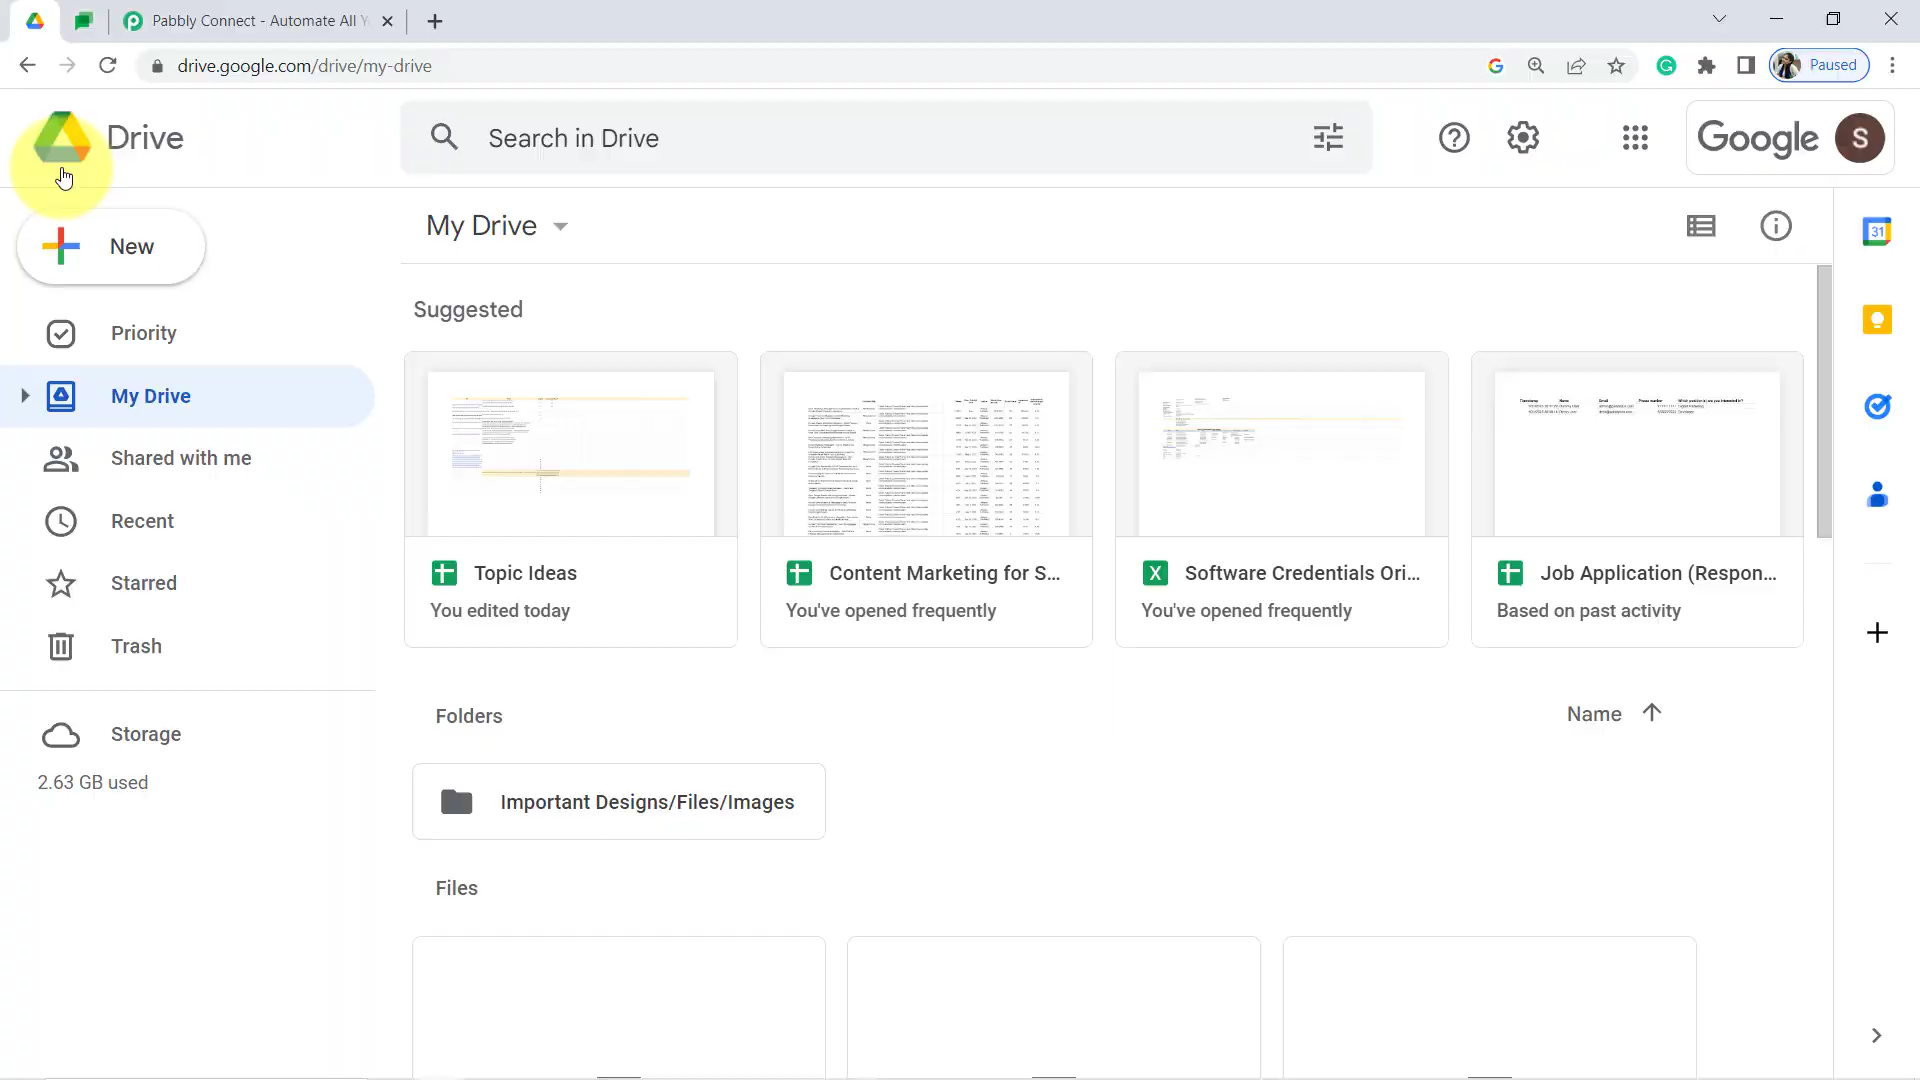 Pabbly Connect - Automate All Y
drive.google.com/drive/my-drive
Paused
Drive
Search in Drive
Google
S
New
My Drive
31
Suggested
Priority
My Drive
Shared with me
Recent
Starred
Trash
Storage
2.63 GB used
Topic Ideas
You edited today
Content Marketing for S...
You've opened frequently
X
Software Credentials Ori...
You've opened frequently
Job Application (Respon...
Based on past activity
Folders
Name
Important Designs/Files/Images
Files